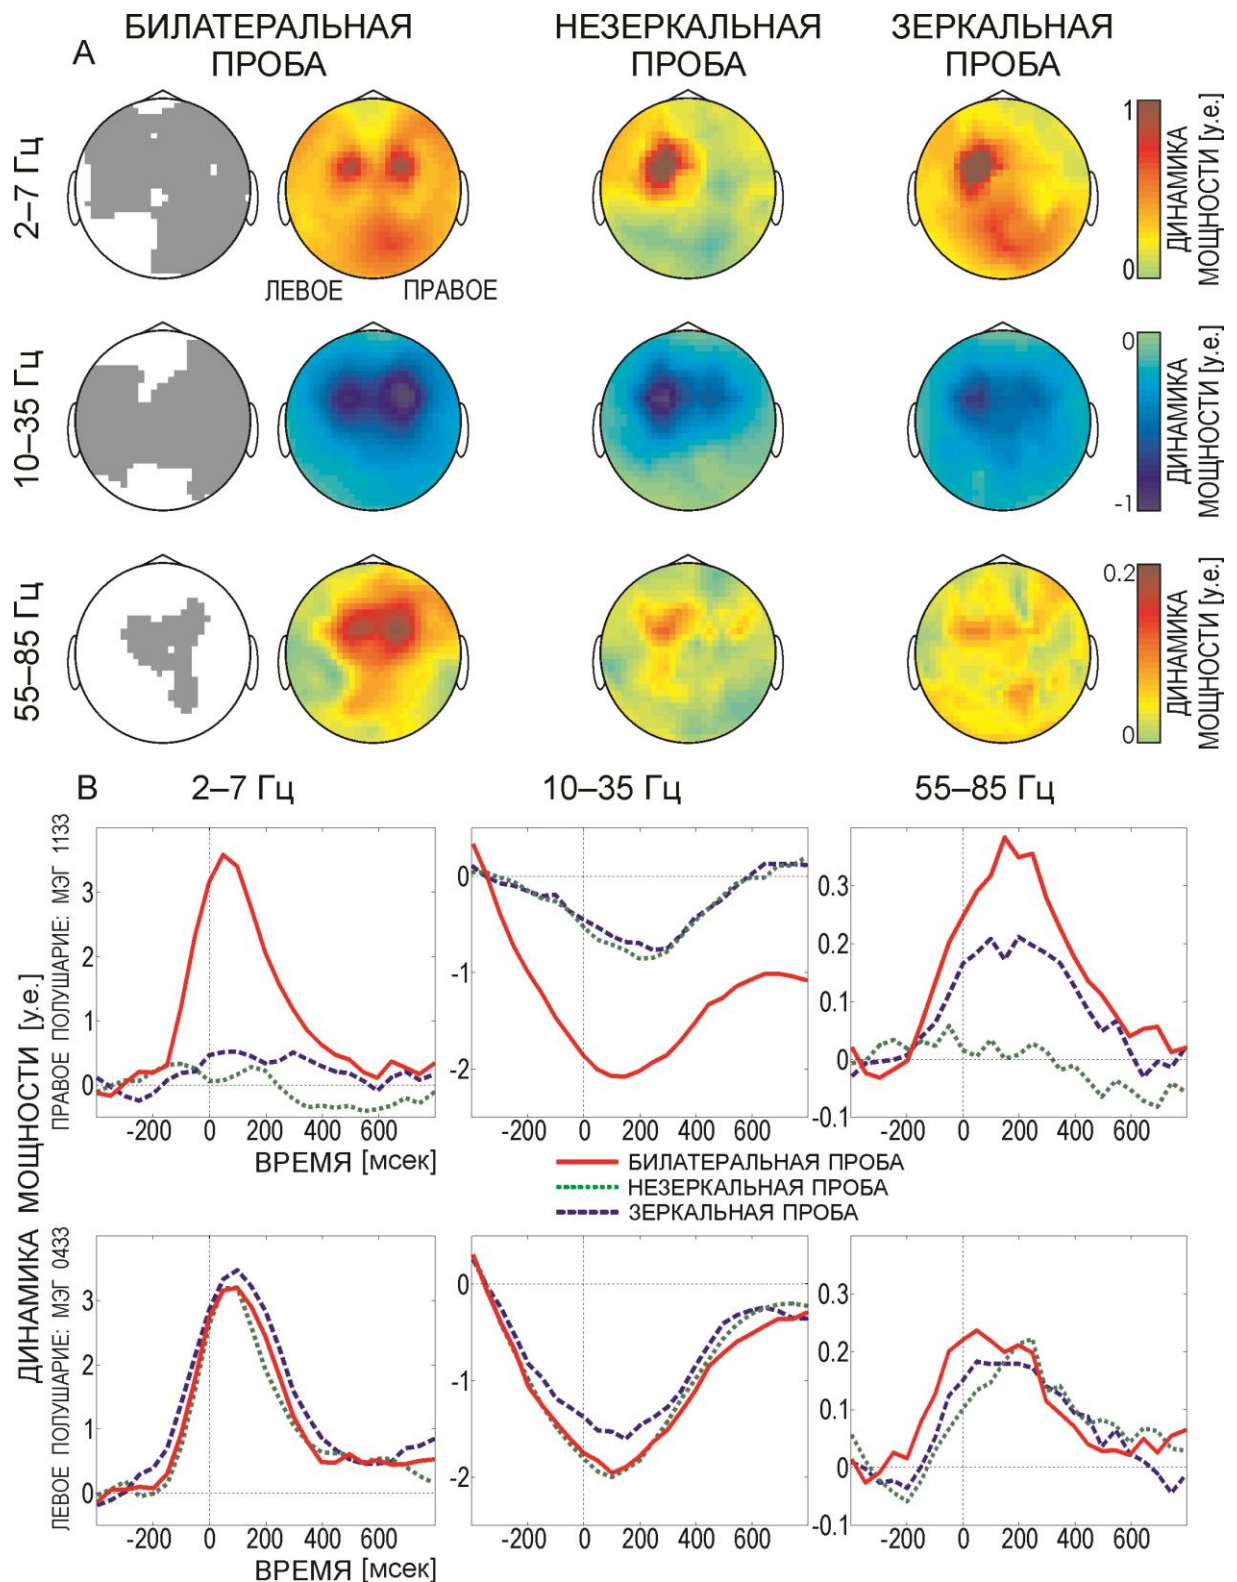 А
БИЛАТЕРАЛЬНАЯ
ПРОБА
НЕЗЕРКАЛЬНАЯ
ПРОБА
ЗЕРКАЛЬНАЯ
ПРОБА
2–7 Гц
ЛЕВОЕ ПРАВОЕ
1
0
ДИНАМИКА
МОЩНОСТИ [у.е.]
10–35 Гц
0
-1
ДИНАМИКА
МОЩНОСТИ [у.е.]
55–85 Гц
0.2
0
ДИНАМИКА
МОЩНОСТИ [у.е.]
В
2–7 Гц
10–35 Гц
55–85 Гц
ДИНАМИКА МОЩНОСТИ [у.е.]
ПРАВОЕ ПОЛУШАРИЕ: МЭГ 1133
3
2
1
0
-200 0 200 400 600
ВРЕМЯ [мсек]
0
-1
-2
-200 0 200 400 600
0.3
0.2
0.1
0
-0.1
-200 0 200 400 600
БИЛАТЕРАЛЬНАЯ ПРОБА
НЕЗЕРКАЛЬНАЯ ПРОБА
ЗЕРКАЛЬНАЯ ПРОБА
ЛЕВОЕ ПОЛУШАРИЕ: МЭГ 0433
3
2
1
0
-200 0 200 400 600
ВРЕМЯ [мсек]
0
-1
-2
-200 0 200 400 600
0.3
0.2
0.1
0
-0.1
-200 0 200 400 600